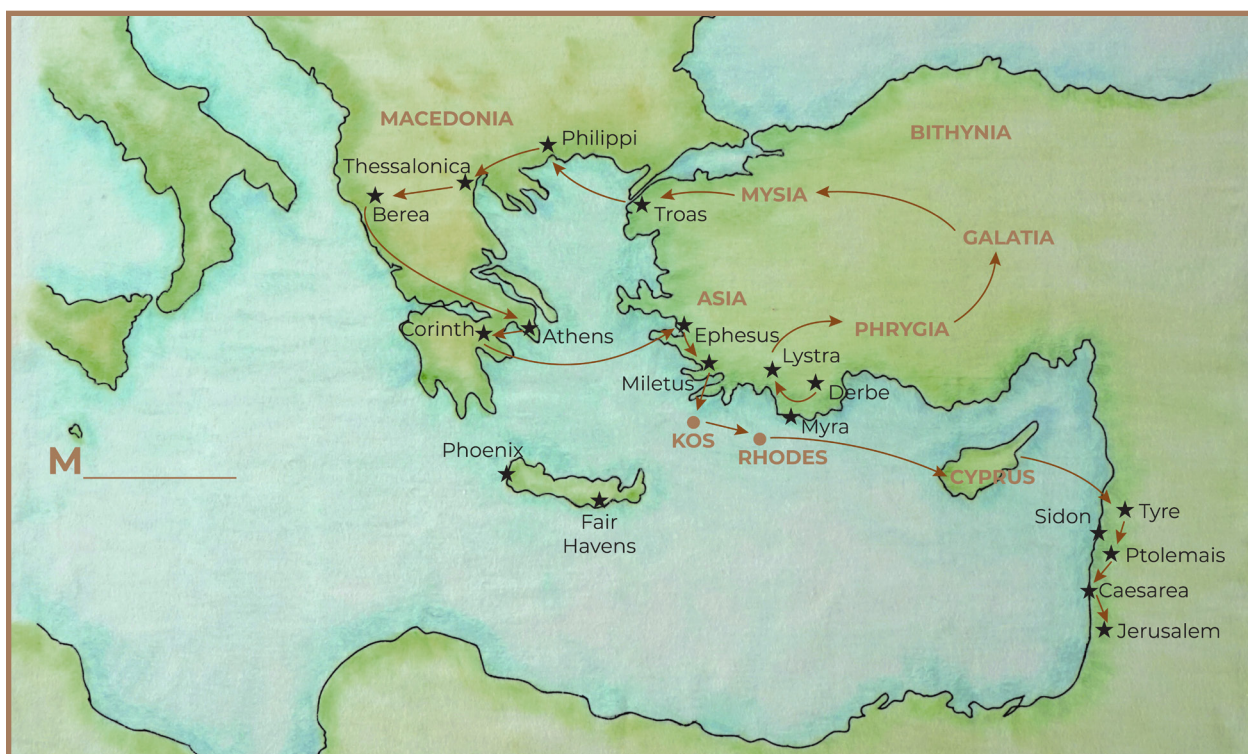 MACEDONIA
BITHYNIA
Philippi
Thessalonica
Berea
MYSIA
Troas
GALATIA
ASIA
Corinth
Athens
Ephesus
PHRYGIA
Lystra
Miletus
Derbe
Myra
KOS
RHODES
Phoenix
M____________
CYPRUS
Fair
Havens
Sidon
Tyre
Ptolemais
Caesarea
Jerusalem